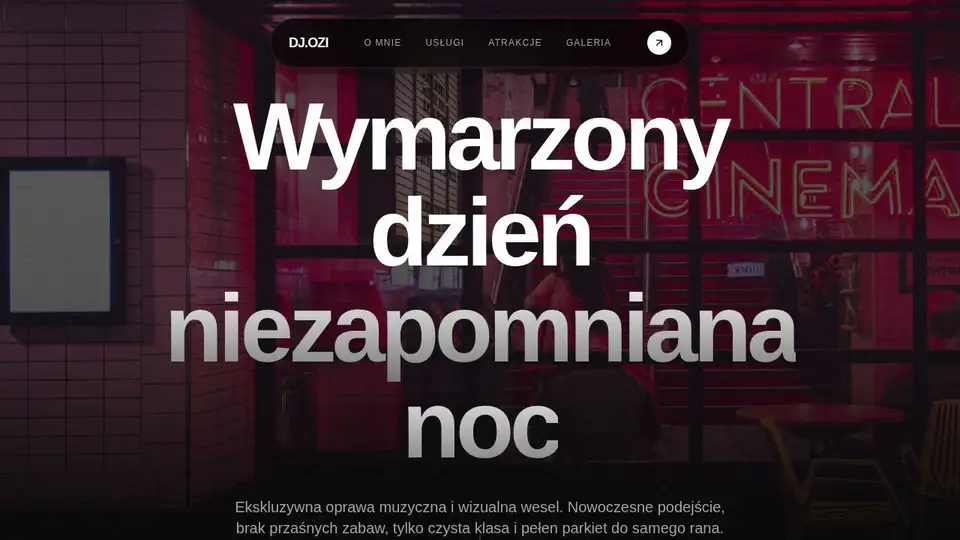 DJ.OZI O MNIE USŁUGI ATRAKCJE GALERIA
CENTRAL
CINEMA
Wymarzony
dzień
niezapomniana
noc
Ekskluzywna oprawa muzyczna i wizualna wesel. Nowoczesne podejście,
brak przaśnych zabaw, tylko czysta klasa i pełen parkiet do samego rana.